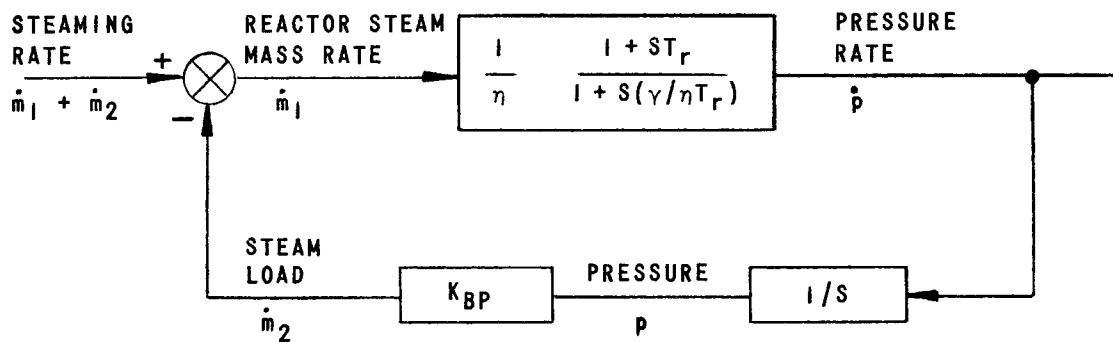 STEAMING
RATE
ṁ₁ + ṁ₂
+
−
REACTOR STEAM
MASS RATE
ṁ₁
1/η (1 + STᵣ)/(1 + S(γ/ηTᵣ))
PRESSURE
RATE
ṗ
STEAM
LOAD
ṁ₂
K_BP
PRESSURE
p
1/S